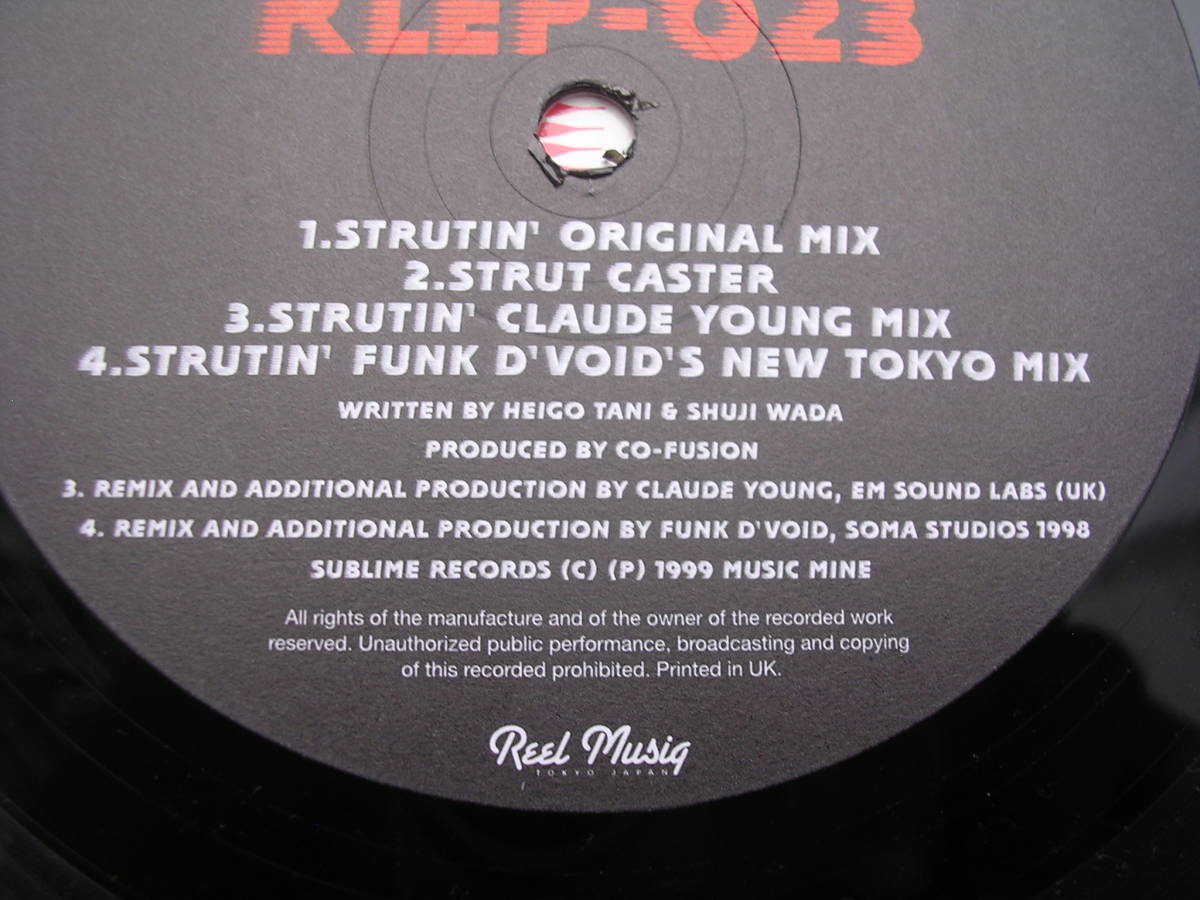 RLEP-023
1.STRUTIN' ORIGINAL MIX
2.STRUT CASTER
3.STRUTIN' CLAUDE YOUNG MIX
4.STRUTIN' FUNK D'VOID'S NEW TOKYO MIX
WRITTEN BY HEIGO TANI & SHUJI WADA
PRODUCED BY CO-FUSION
3. REMIX AND ADDITIONAL PRODUCTION BY CLAUDE YOUNG, EM SOUND LABS (UK)
4. REMIX AND ADDITIONAL PRODUCTION BY FUNK D'VOID, SOMA STUDIOS 1998
SUBLIME RECORDS (C) (P) 1999 MUSIC MINE
All rights of the manufacture and of the owner of the recorded work
reserved. Unauthorized public performance, broadcasting and copying
of this recorded prohibited. Printed in UK.
Reel Musiq
TOKYO JAPAN